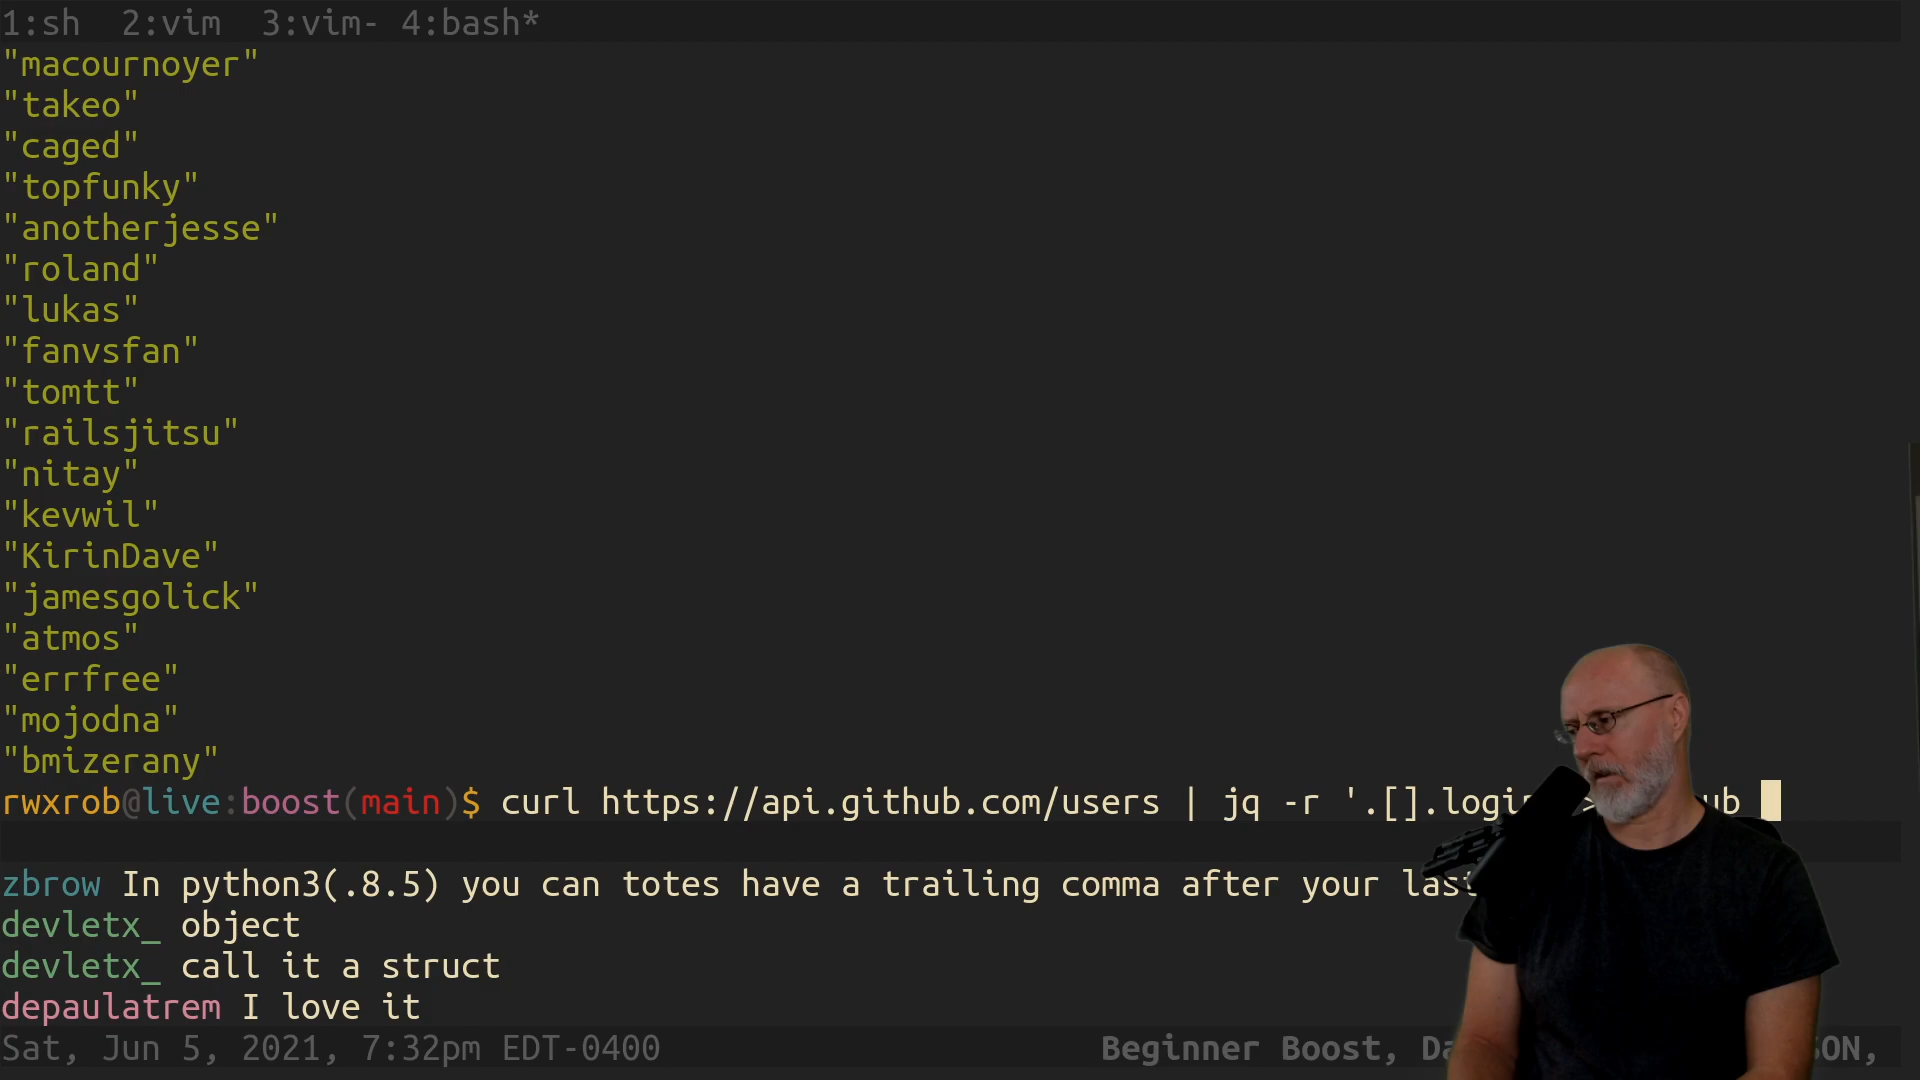 1:sh  2:vim  3:vim- 4:bash*
"macournoyer"
"takeo"
"caged"
"topfunky"
"anotherjesse"
"roland"
"lukas"
"fanvsfan"
"tomtt"
"railsjitsu"
"nitay"
"kevwil"
"KirinDave"
"jamesgolick"
"atmos"
"errfree"
"mojodna"
"bmizerany"
rwxrob@live:boost(main)$ curl https://api.github.com/users | jq -r '.[].login
zbrow In python3(.8.5) you can totes have a trailing comma after your last
devletx_ object
devletx_ call it a struct
depaulatrem I love it
Sat, Jun 5, 2021, 7:32pm EDT-0400 Beginner Boost,